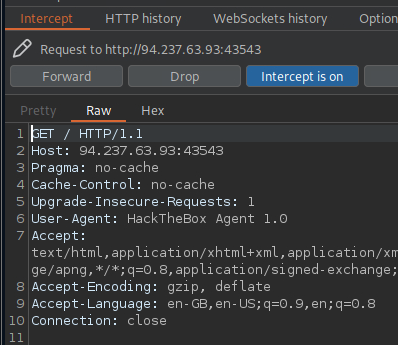 Intercept HTTP history WebSockets history Option
Request to http://94.237.63.93:43543
Forward Drop Intercept is on
Pretty Raw Hex
1 GET / HTTP/1.1
2 Host: 94.237.63.93:43543
3 Pragma: no-cache
4 Cache-Control: no-cache
5 Upgrade-Insecure-Requests: 1
6 User-Agent: HackTheBox Agent 1.0
7 Accept:
text/html,application/xhtml+xml,application/xm
ge/apng,*/*;q=0.8,application/signed-exchange;
8 Accept-Encoding: gzip, deflate
9 Accept-Language: en-GB,en-US;q=0.9,en;q=0.8
10 Connection: close
11